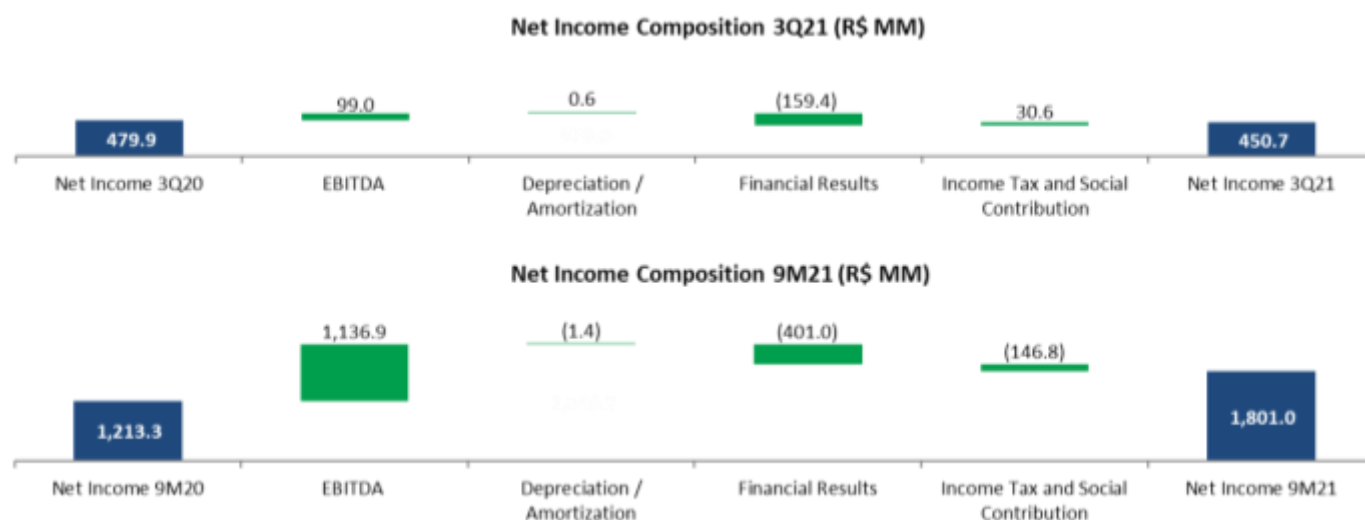 Net Income Composition 3Q21 (R$ MM)
99.0
0.6
(159.4)
30.6
479.9
450.7
Net Income 3Q20
EBITDA
Depreciation /
Amortization
Financial Results
Income Tax and Social
Contribution
Net Income 3Q21
Net Income Composition 9M21 (R$ MM)
1,136.9
(1.4)
(401.0)
(146.8)
1,213.3
1,801.0
Net Income 9M20
EBITDA
Depreciation /
Amortization
Financial Results
Income Tax and Social
Contribution
Net Income 9M21